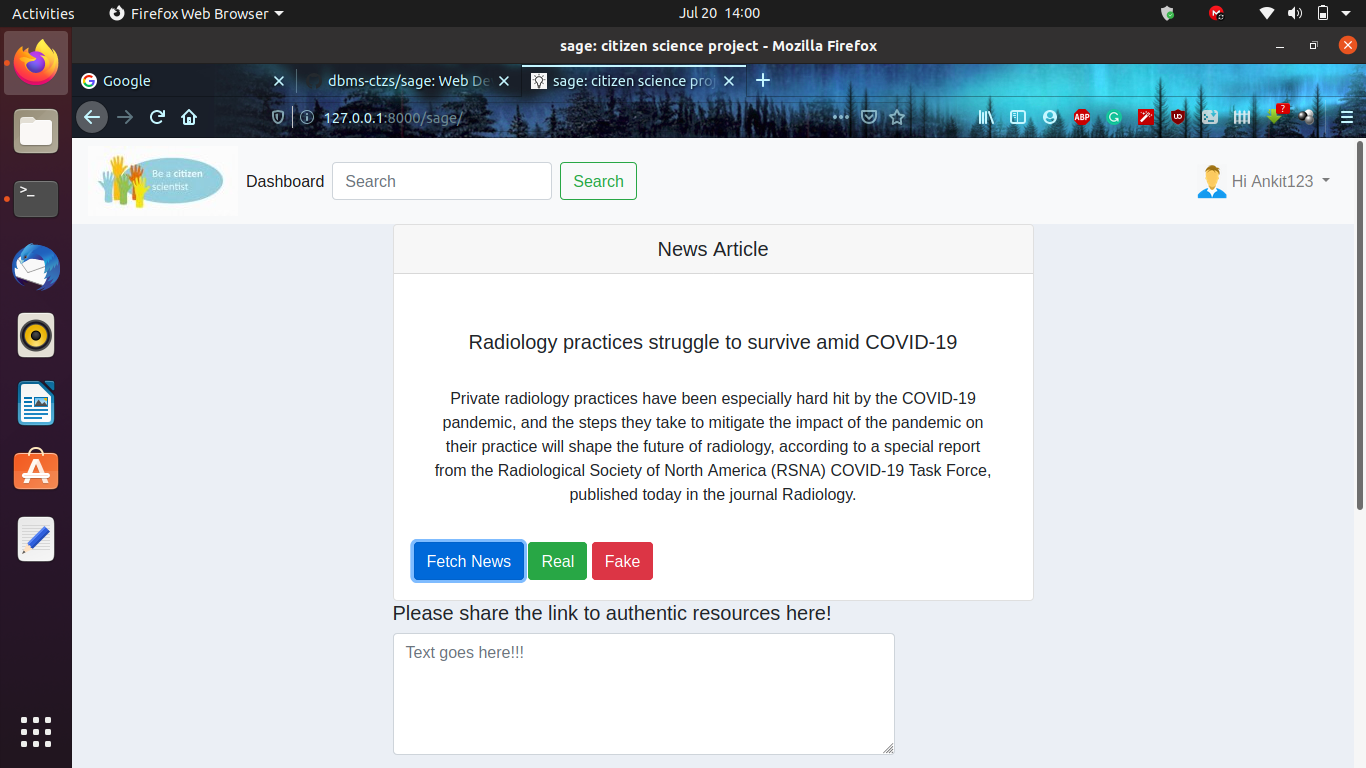 Activities
Firefox Web Browser
Jul 20 14:00
sage: citizen science project - Mozilla Firefox
Google
dbms-ctzs/sage: Web De
sage: citizen science pro
127.0.0.1:8000/sage/
ABP
?
Be a citizen
scientist
Dashboard
Search
Search
Hi Ankit123
News Article
Radiology practices struggle to survive amid COVID-19
Private radiology practices have been especially hard hit by the COVID-19
pandemic, and the steps they take to mitigate the impact of the pandemic on
their practice will shape the future of radiology, according to a special report
from the Radiological Society of North America (RSNA) COVID-19 Task Force,
published today in the journal Radiology.
Fetch News
Real
Fake
Please share the link to authentic resources here!
Text goes here!!!